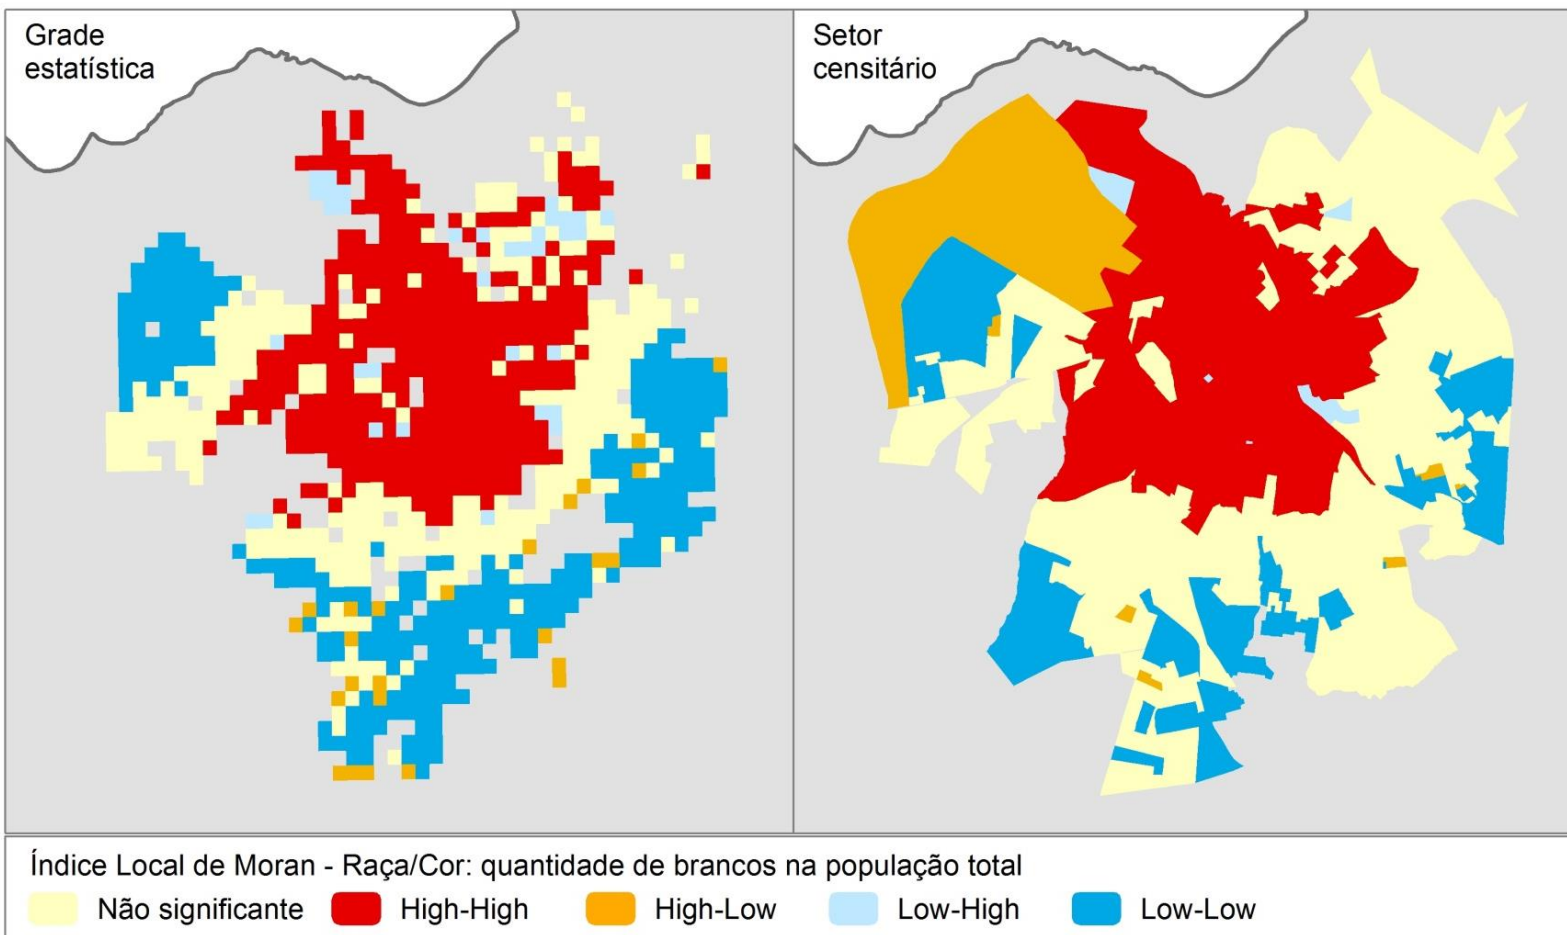 Grade
estatística
Setor
censitário
Índice Local de Moran - Raça/Cor: quantidade de brancos na população total
Não significante
High-High
High-Low
Low-High
Low-Low